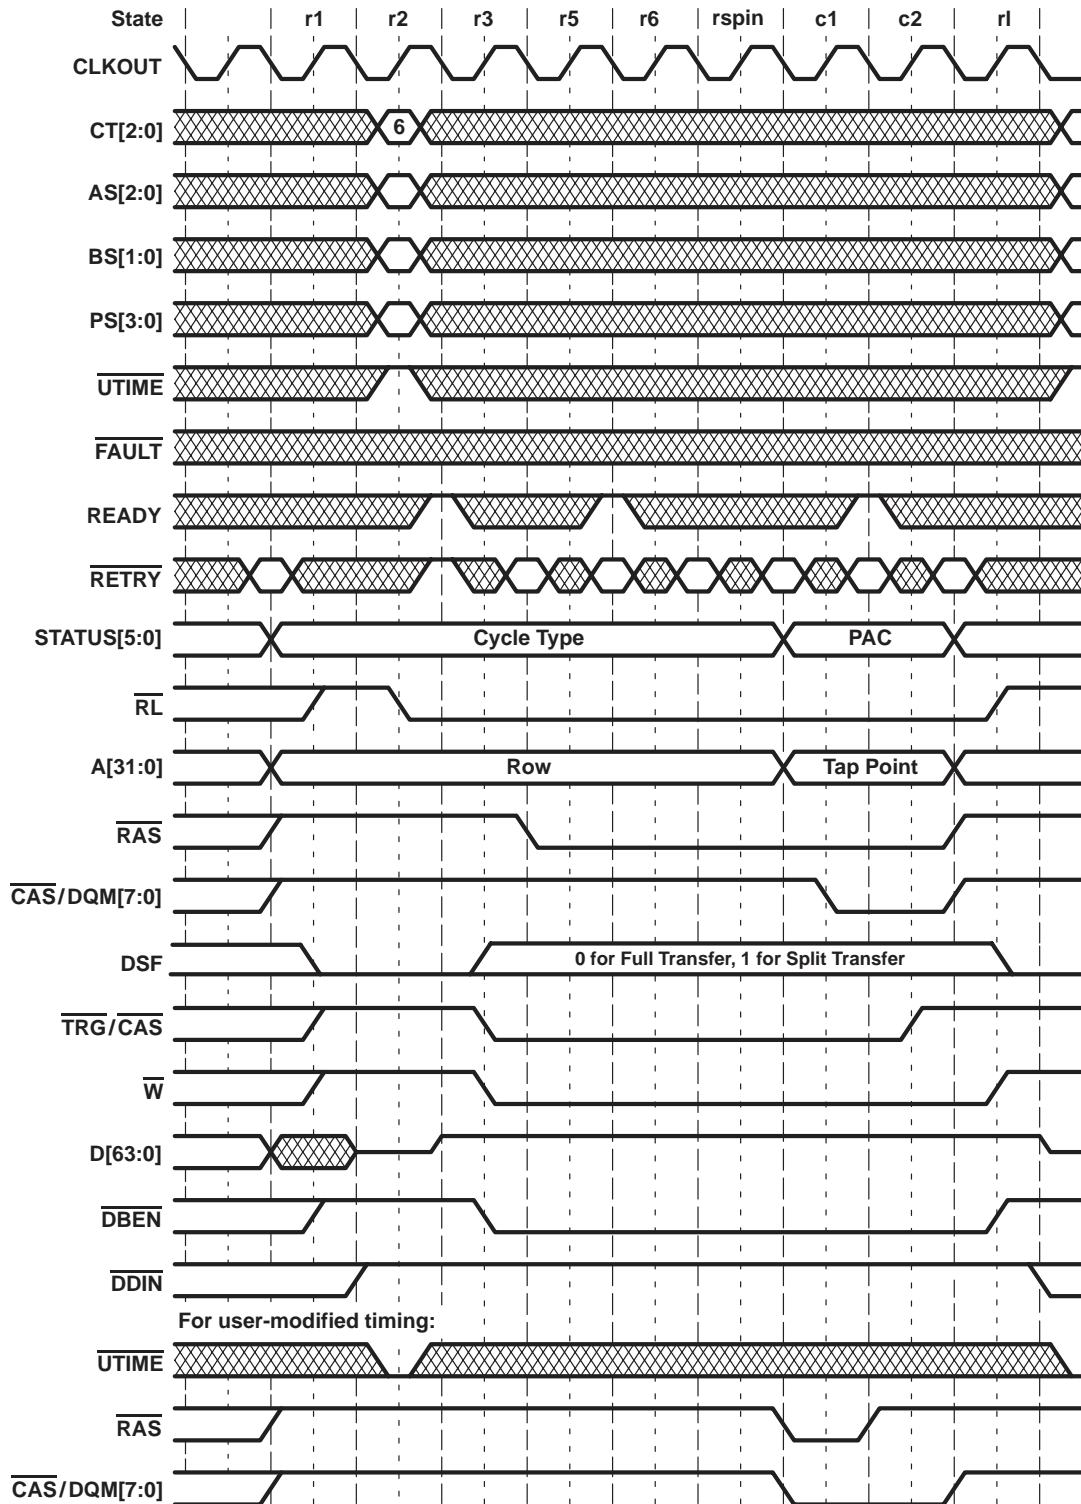 State r1 r2 r3 r5 r6 rspin c1 c2 rl
CLKOUT
CT[2:0] 6
AS[2:0]
BS[1:0]
PS[3:0]
UTIME
FAULT
READY
RETRY
STATUS[5:0] Cycle Type PAC
RL
A[31:0] Row Tap Point
RAS
CAS/DQM[7:0]
DSF 0 for Full Transfer, 1 for Split Transfer
TRG/CAS
W
D[63:0]
DBEN
DDIN
For user-modified timing:
UTIME
RAS
CAS/DQM[7:0]